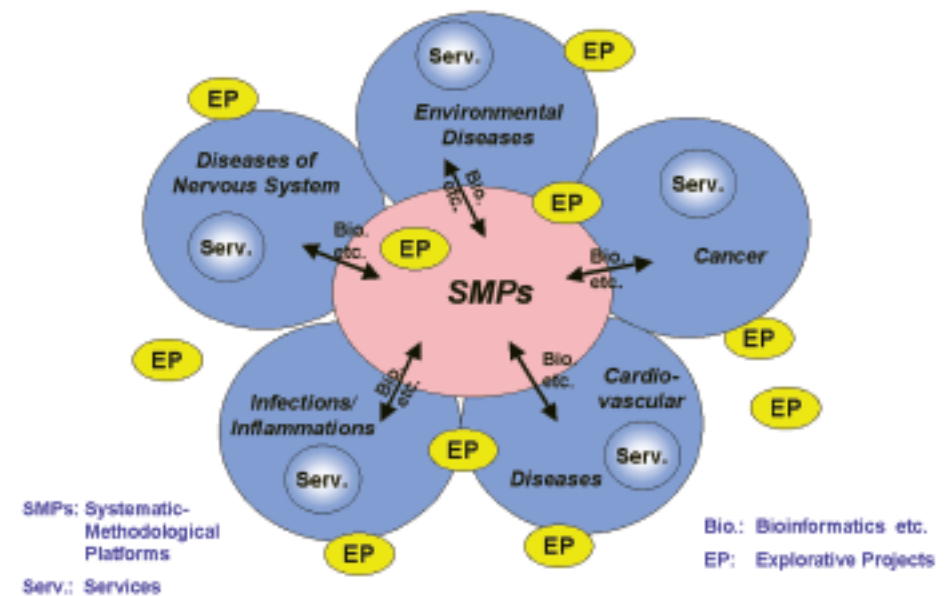 EP
Serv.
Environmental
Diseases
EP
Diseases of
Nervous System
Serv.
Bio.
etc.
Bio.
etc.
EP
EP
Serv.
Cancer
Bio.
etc.
SMPs
EP
EP
EP
Bio.
etc.
Infections/
Inflammations
Serv.
Bio.
etc.
Cardio-
vascular
Diseases
Serv.
EP
EP
EP
SMPs: Systematic-
Methodological
Platforms
Serv.: Services
Bio.: Bioinformatics etc.
EP: Explorative Projects